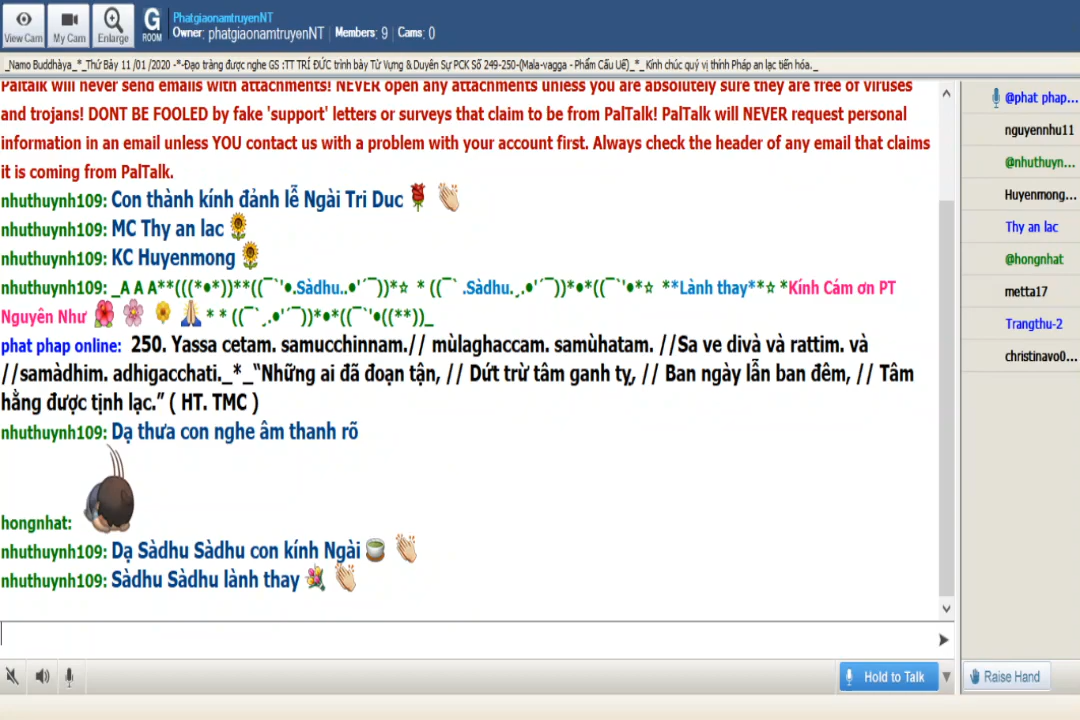 View Cam
My Cam
Enlarge
G
ROOM
PhatgiaonamtruyenNT
Owner: phatgiaonamtruyenNT | Members: 9 | Cams: 0
_Namo Buddhàya_*_Thứ Bảy 11 /01 /2020 -*-Đạo tràng được nghe GS :TT TRÍ ĐỨC trình bày Từ Vựng & Duyên Sự PCK Số 249-250-(Mala-vagga - Phẩm Cấu Uế)_*_ Kính chúc quý vị thính Pháp an lạc tiến hóa._
Paltalk will never send emails with attachments! NEVER open any attachments unless you are absolutely sure they are free of viruses
and trojans! DONT BE FOOLED by fake 'support' letters or surveys that claim to be from PalTalk! PalTalk will NEVER request personal
information in an email unless YOU contact us with a problem with your account first. Always check the header of any email that claims
it is coming from PalTalk.
nhuthuynh109: Con thành kính đảnh lễ Ngài Tri Duc
nhuthuynh109: MC Thy an lac
nhuthuynh109: KC Huyenmong
nhuthuynh109: _A A A**(((*•*))**((¯`'•.Sàdhu..•'´¯))*☆ * ((¯` .Sàdhu.¸.•'´¯))*•*((¯`'•*☆ **Lành thay**☆ *Kính Cám ơn PT
Nguyên Như * * ((¯`¸.•'´¯))*•*((¯`'•((**))_
phat phap online: 250. Yassa cetam. samucchinnam.// mùlaghaccam. samùhatam. //Sa ve divà và rattim. và
//samàdhim. adhigacchati._*_“Những ai đã đoạn tận, // Dứt trừ tâm ganh tỵ, // Ban ngày lẫn ban đêm, // Tâm
hằng được tịnh lạc.” ( HT. TMC )
nhuthuynh109: Dạ thưa con nghe âm thanh rõ
hongnhat:
nhuthuynh109: Dạ Sàdhu Sàdhu con kính Ngài
nhuthuynh109: Sàdhu Sàdhu lành thay
@phat phap...
nguyennhu11
@nhuthuyn...
Huyenmong...
Thy an lac
@hongnhat
metta17
Trangthu-2
christinavo0...
Hold to Talk
Raise Hand